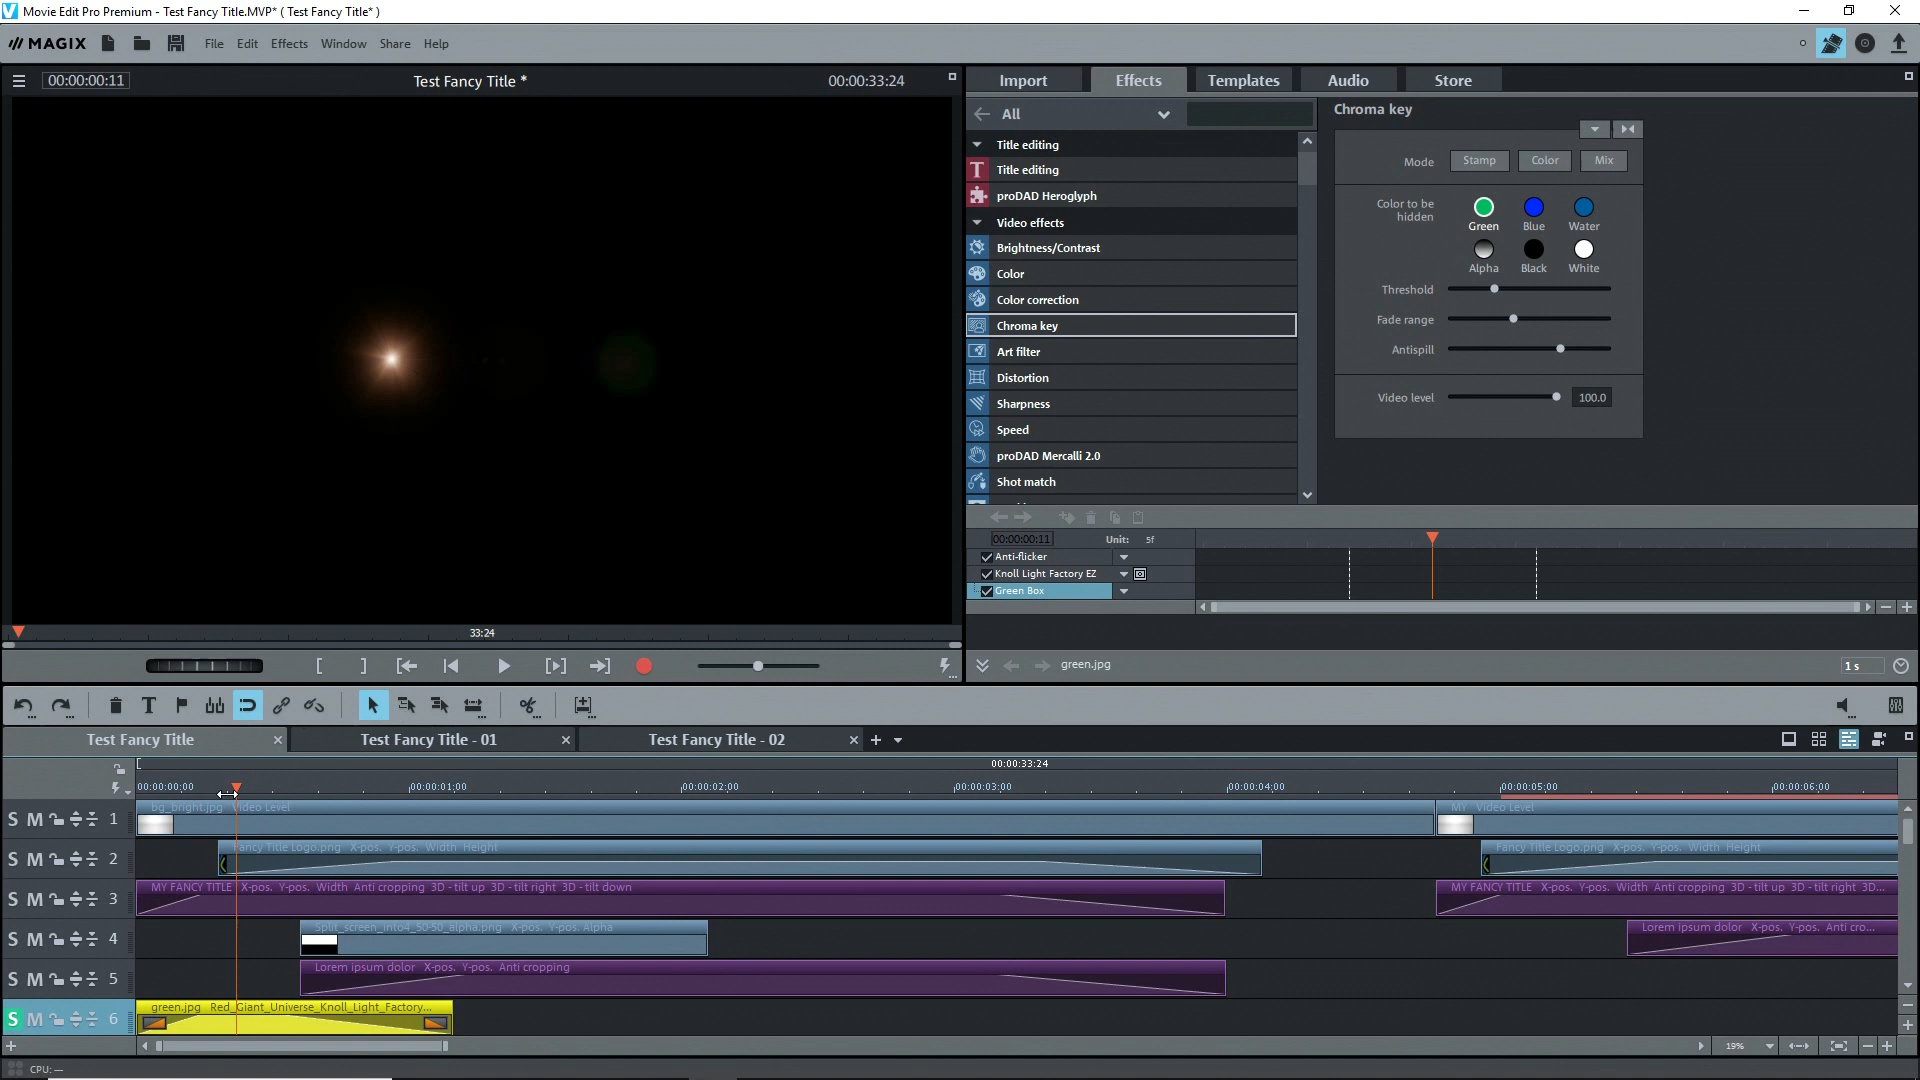 Movie Edit Pro Premium - Test Fancy Title.MVP* ( Test Fancy Title* )
MAGIX File Edit Effects Window Share Help
00:00:00:11 Test Fancy Title * 00:00:33:24
Import Effects Templates Audio Store
All
Title editing
Title editing
proDAD Heroglyph
Video effects
Brightness/Contrast
Color
Color correction
Chroma key
Art filter
Distortion
Sharpness
Speed
proDAD Mercalli 2.0
Shot match
Chroma key
Mode Stamp Color Mix
Color to be
hidden
Green Blue Water
Alpha Black White
Threshold
Fade range
Antispill
Video level 100.0
00:00:00:11 Unit: 5f
Anti-flicker
Knoll Light Factory EZ
Green Box
33:24
green.jpg 1 s
Test Fancy Title Test Fancy Title - 01 Test Fancy Title - 02
00:00:33:24
00:00:00;00 00:00:01;00 00:00:02;00 00:00:03;00 00:00:04;00 00:00:05;00 00:00:06;00
S M 1 bg_bright.jpg Video Level MY Video Level
S M 2 Fancy Title Logo.png X-pos. Y-pos. Width Height Fancy Title Logo.png X-pos. Y-pos. Width Height
S M 3 MY FANCY TITLE X-pos. Y-pos. Width Anti cropping 3D - tilt up 3D - tilt right 3D - tilt down MY FANCY TITLE X-pos. Y-pos. Width Anti cropping 3D - tilt up 3D - tilt right 3D...
S M 4 Split_screen_into4_50-50_alpha.png X-pos. Y-pos. Alpha Lorem ipsum dolor X-pos. Y-pos. Anti cro...
S M 5 Lorem ipsum dolor X-pos. Y-pos. Anti cropping
S M 6 green.jpg Red_Giant_Universe_Knoll_Light_Factory...
19%
CPU: —